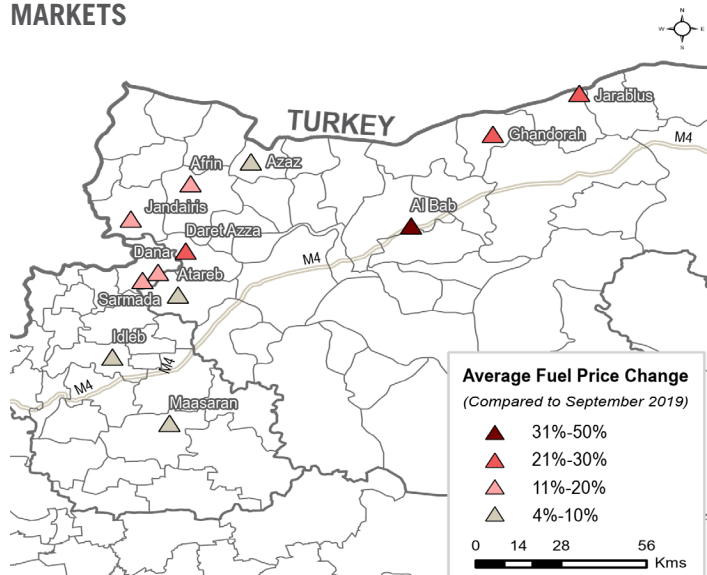 MARKETS
N
W E
S
Jarablus
TURKEY
Ghandorah
M4
Afrin
Azaz
Jandairis
Al Bab
Daret Azza
Dana
M4
Atareb
Sarmada
Idleb
M4
M4
Maasaran
Average Fuel Price Change
(Compared to September 2019)
31%-50%
21%-30%
11%-20%
4%-10%
0 14 28 56
Kms